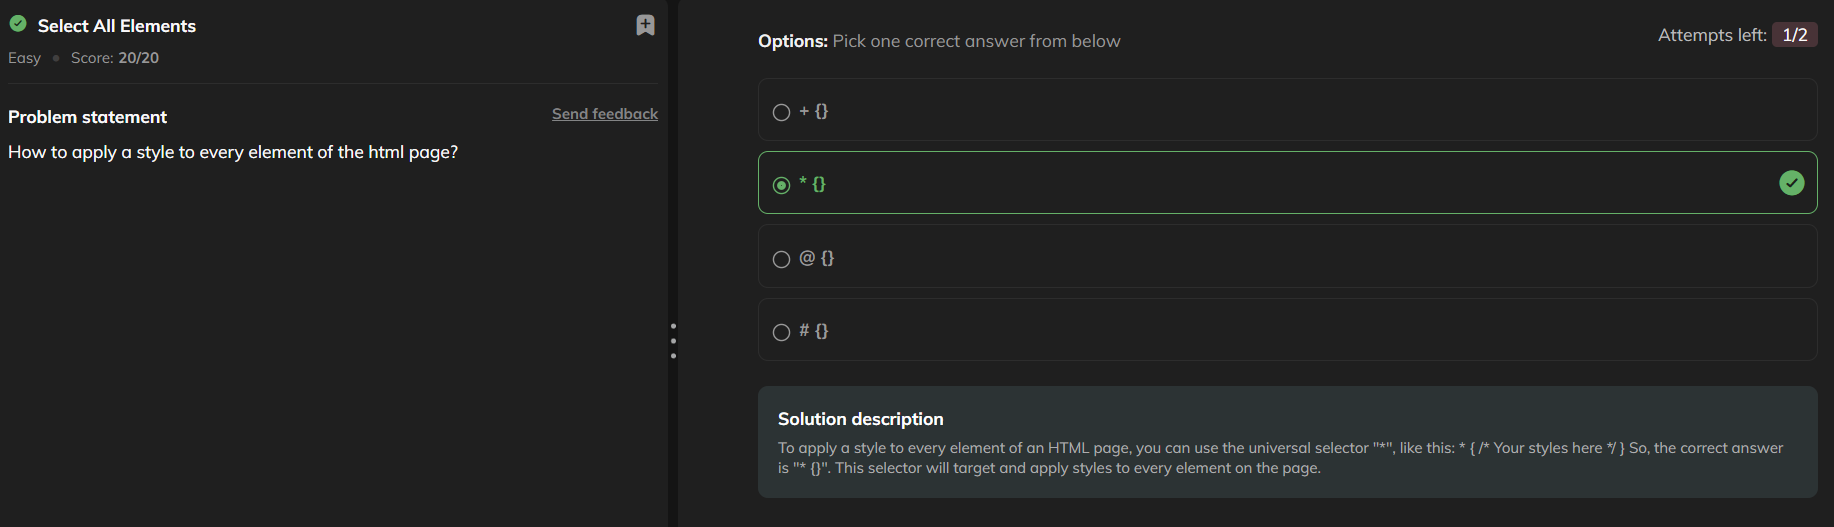 Select All Elements
Easy • Score: 20/20
Problem statement
Send feedback
How to apply a style to every element of the html page?
Options: Pick one correct answer from below
Attempts left: 1/2
+ {}
* {}
@ {}
# {}
Solution description
To apply a style to every element of an HTML page, you can use the universal selector "*", like this: * { /* Your styles here */ } So, the correct answer
is "* {}". This selector will target and apply styles to every element on the page.